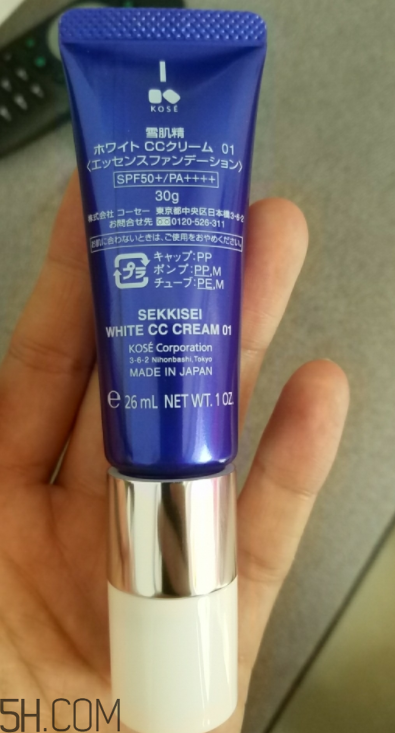 KOSÉ
雪肌精
ホワイト CCクリーム 01
〈エッセンスファンデーション〉
SPF50+/PA++++
30g
株式会社 コーセー 東京都中央区日本橋3-6-2
お問合せ先 0120-526-311
お肌に合わないときは、ご使用をおやめください。
プラ
キャップ:PP
ポンプ:PP,M
チューブ:PE,M
SEKKISEI
WHITE CC CREAM 01
KOSÉ Corporation
3-6-2 Nihonbashi,Tokyo
MADE IN JAPAN
e 26 mL NET WT. 1 OZ.
5H.COM